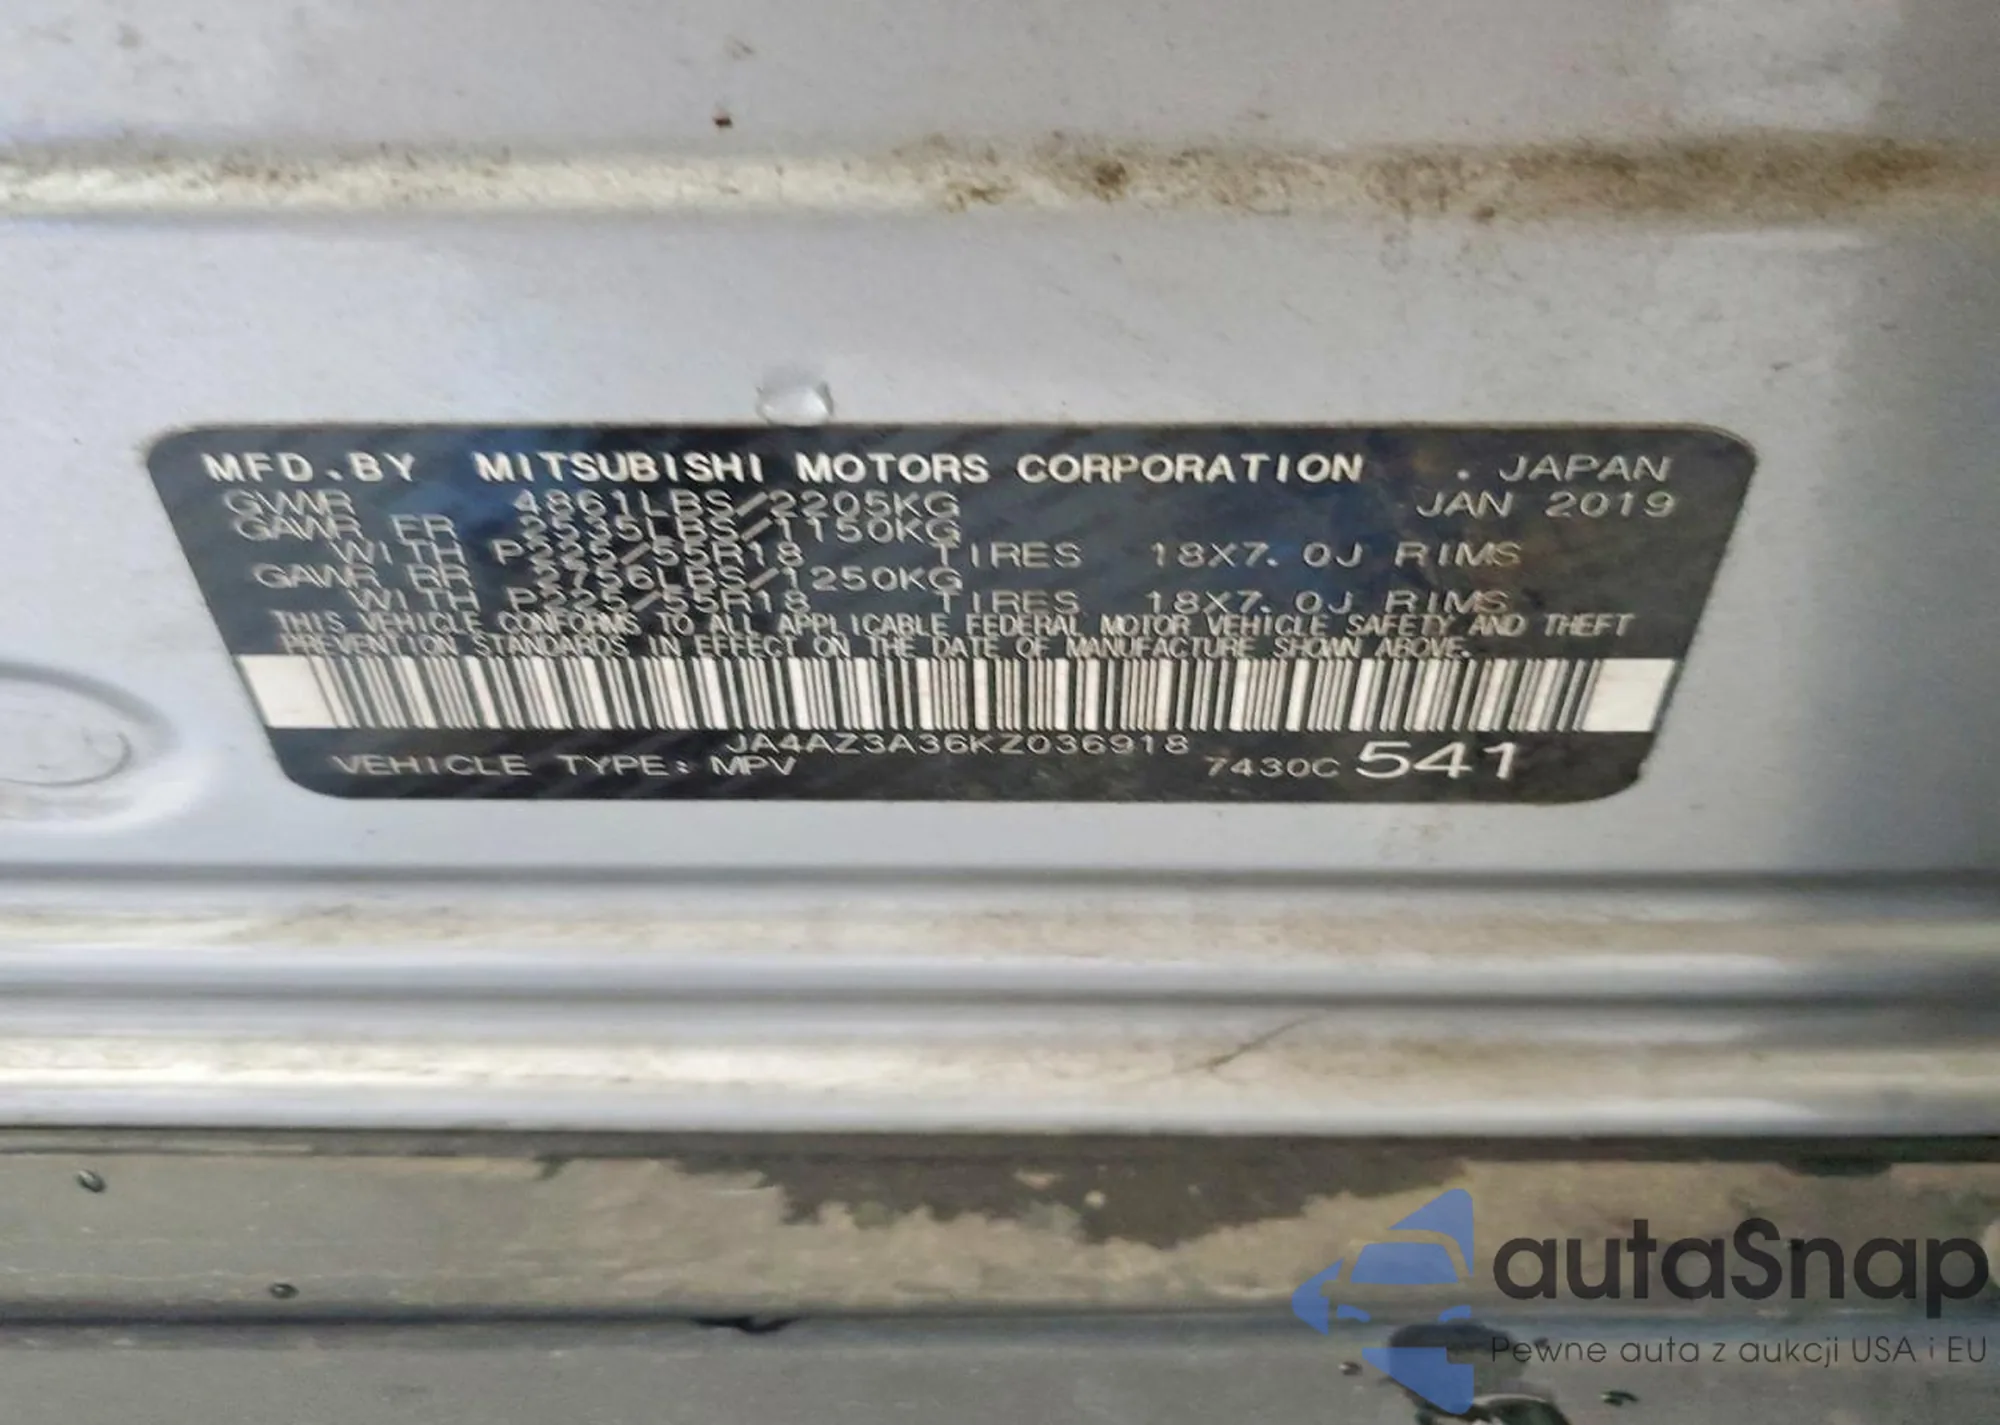 MFD.BY MITSUBISHI MOTORS CORPORATION . JAPAN
GVWR 4861LBS/2205KG JAN 2019
GAWR FR 2535LBS/1150KG
WITH P225/55R18 TIRES 18X7.0J RIMS
GAWR RR 2756LBS/1250KG
WITH P225/55R18 TIRES 18X7.0J RIMS
THIS VEHICLE CONFORMS TO ALL APPLICABLE FEDERAL MOTOR VEHICLE SAFETY AND THEFT
PREVENTION STANDARDS IN EFFECT ON THE DATE OF MANUFACTURE SHOWN ABOVE.
JA4AZ3A36KZ036918
VEHICLE TYPE: MPV 7430C 541
autaSnap
Pewne auta z aukcji USA i EU